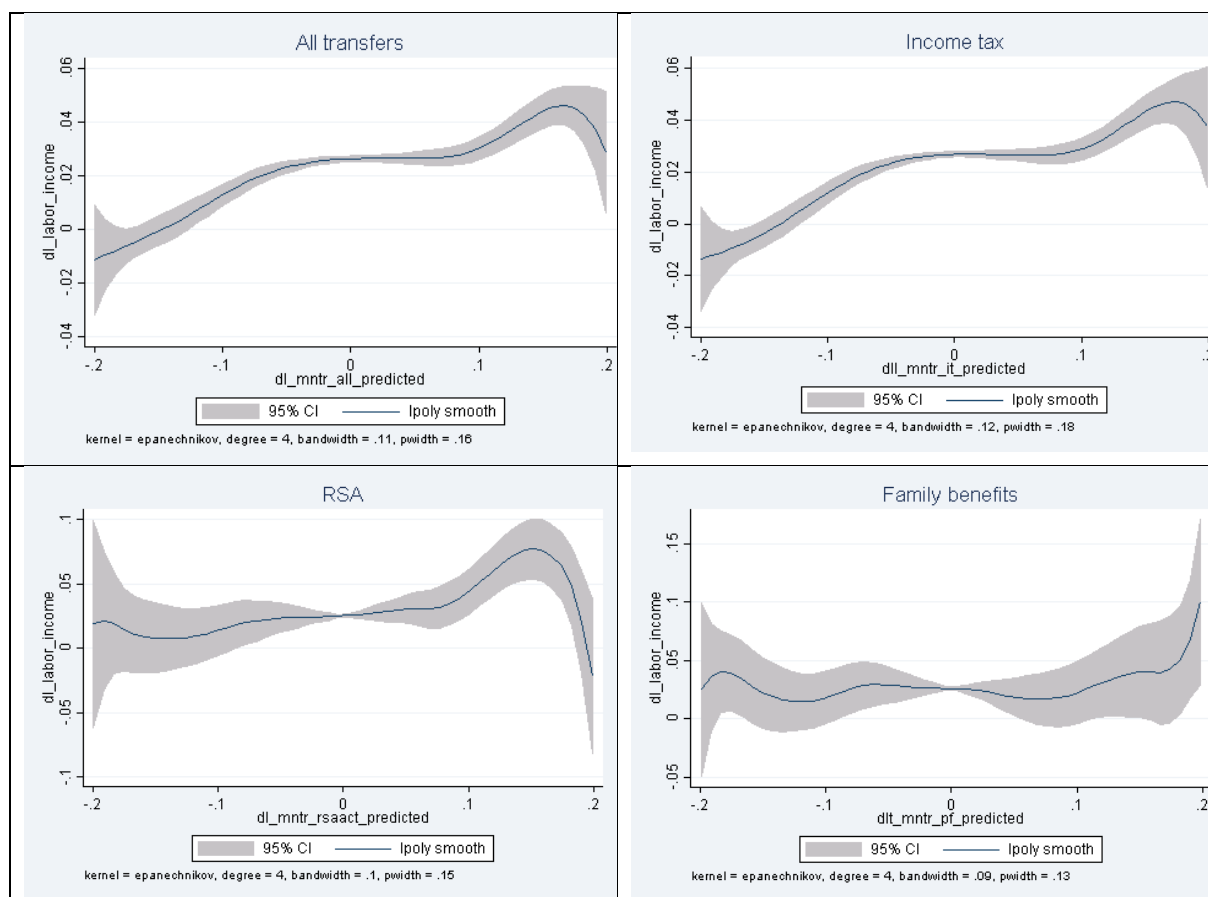 All transfers
dl_labor_income
.06
.04
.02
0
-.02
-.04
-.2
-.1
0
.1
.2
dl_mntr_all_predicted
95% CI
lpoly smooth
kernel = epanechnikov, degree = 4, bandwidth = .11, pwidth = .16
Income tax
dl_labor_income
.06
.04
.02
0
-.02
-.04
-.2
-.1
0
.1
.2
dll_mntr_it_predicted
95% CI
lpoly smooth
kernel = epanechnikov, degree = 4, bandwidth = .12, pwidth = .18
RSA
dl_labor_income
.1
.05
0
-.05
-.1
-.2
-.1
0
.1
.2
dl_mntr_rsaact_predicted
95% CI
lpoly smooth
kernel = epanechnikov, degree = 4, bandwidth = .1, pwidth = .15
Family benefits
dl_labor_income
.15
.1
.05
0
-.05
-.2
-.1
0
.1
.2
dlt_mntr_pf_predicted
95% CI
lpoly smooth
kernel = epanechnikov, degree = 4, bandwidth = .09, pwidth = .13